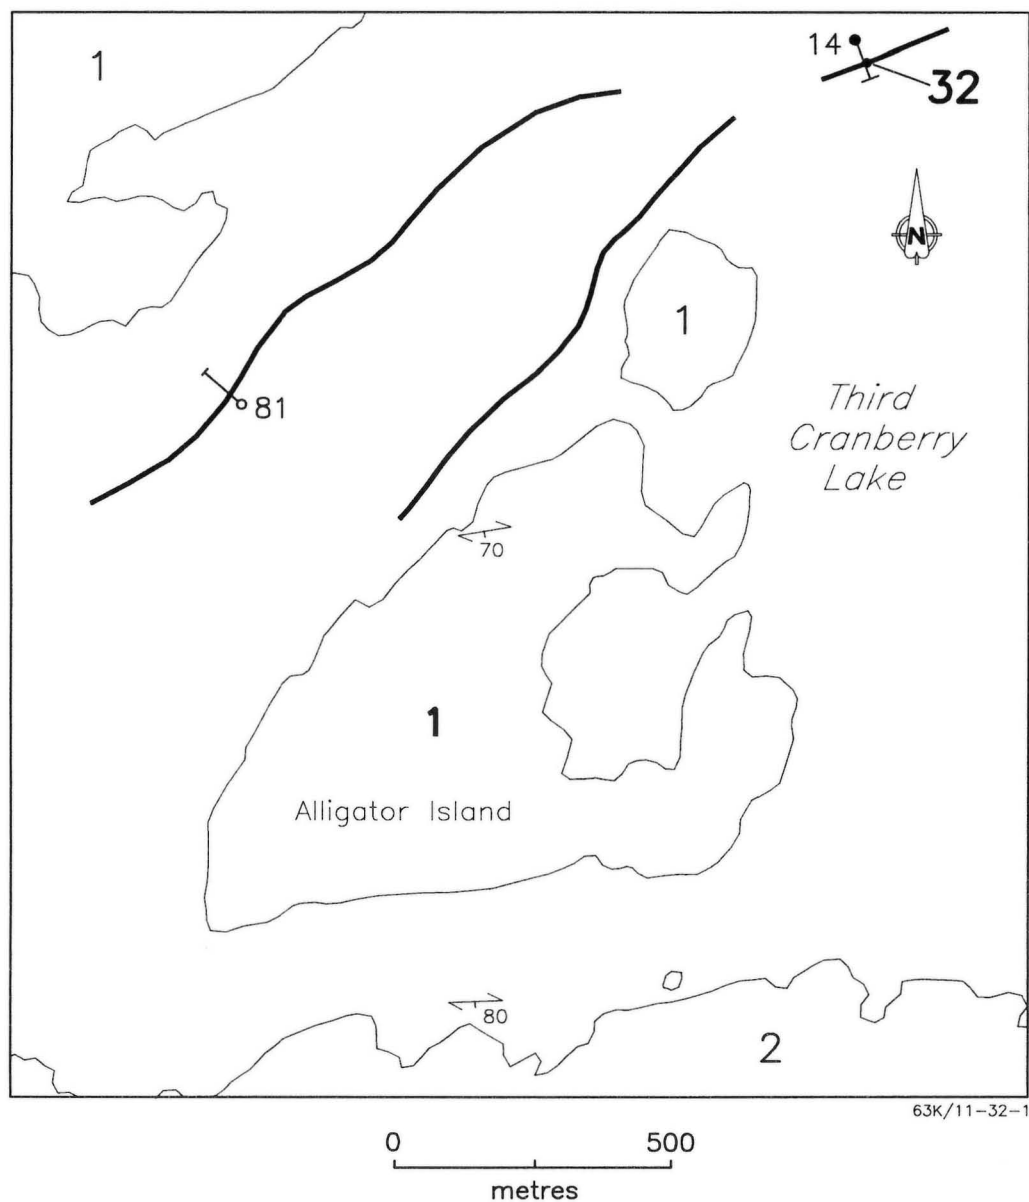 1
14
32
N
1
81
Third
Cranberry
Lake
70
1
Alligator Island
80
2
63K/11-32-1
0 500
metres